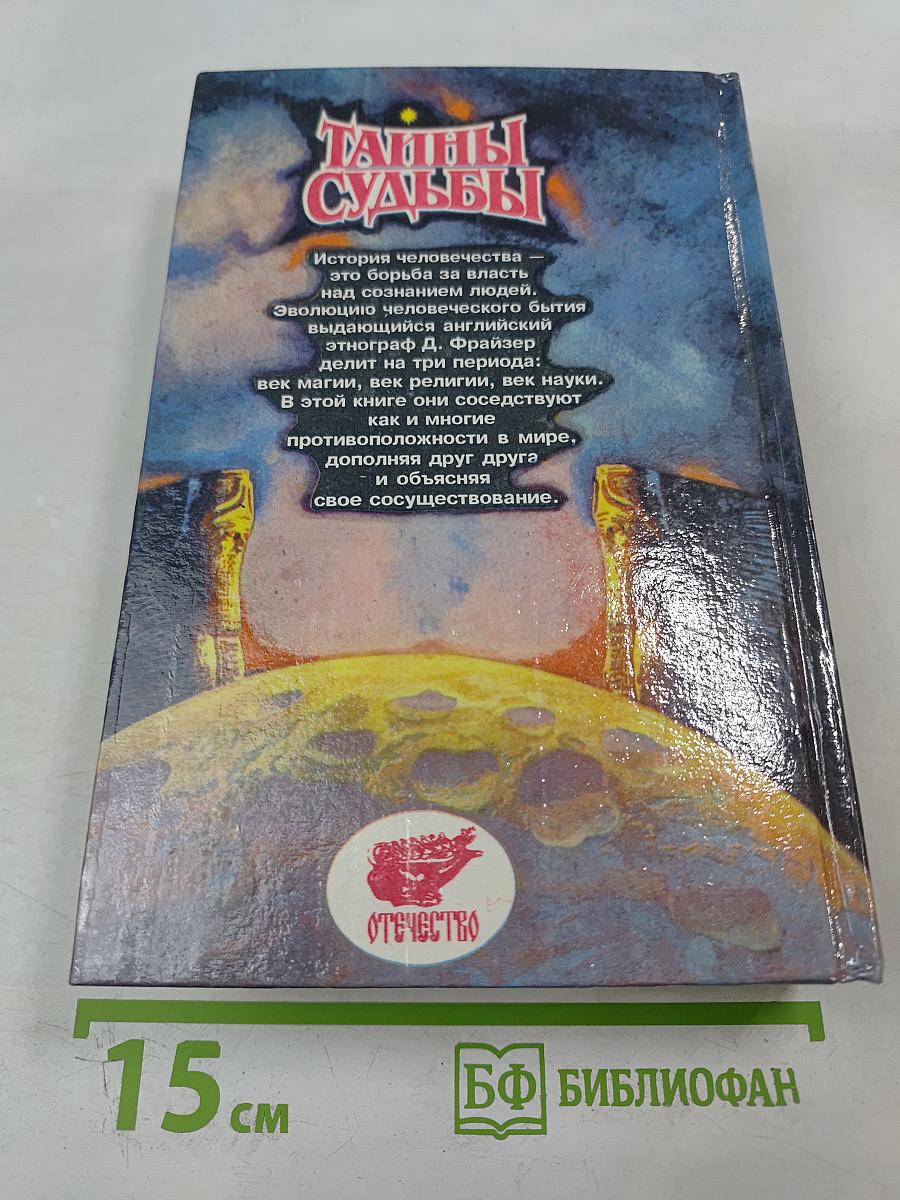 ТАЙНЫ
СУДЬБЫ
История человечества —
это борьба за власть
над сознанием людей.
Эволюцию человеческого бытия
выдающийся английский
этнограф Д. Фрайзер
делит на три периода:
век магии, век религии, век науки.
В этой книге они соседствуют
как и многие
противоположности в мире,
дополняя друг друга
и объясняя
свое сосуществование.
ОТЕЧЕСТВО
15 см
БФ БИБЛИОФАН